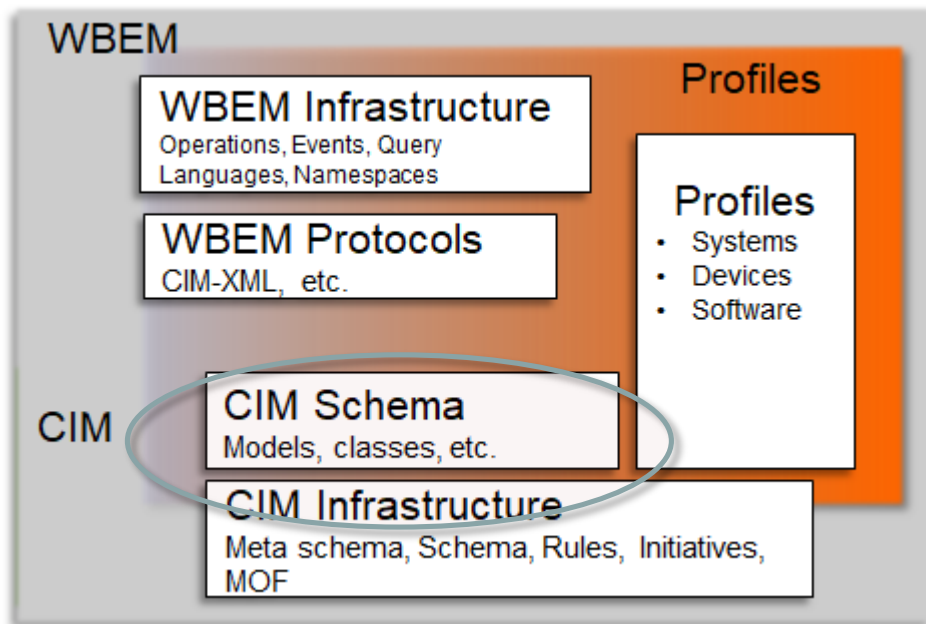 WBEM
Profiles
WBEM Infrastructure
Operations, Events, Query
Languages, Namespaces
WBEM Protocols
CIM-XML, etc.
Profiles
• Systems
• Devices
• Software
CIM
CIM Schema
Models, classes, etc.
CIM Infrastructure
Meta schema, Schema, Rules, Initiatives,
MOF